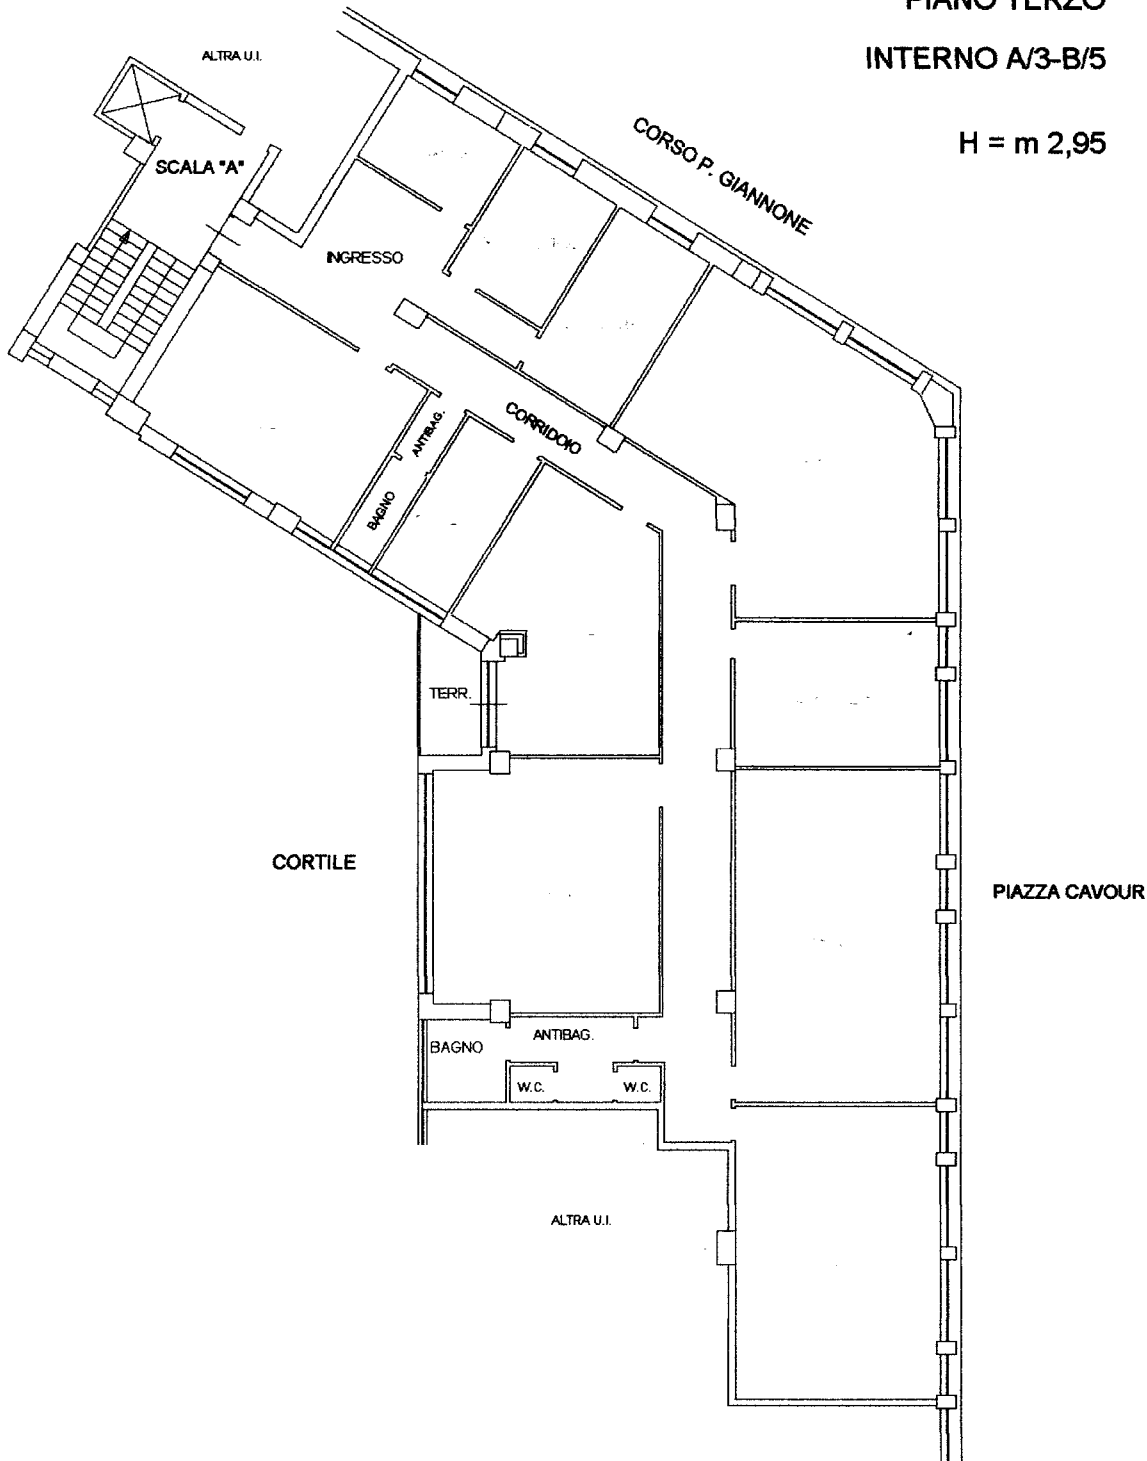 PIANO TERZO
INTERNO A/3-B/5
H = m 2,95
ALTRA U.I.
CORSO P. GIANNONE
SCALA "A"
INGRESSO
CORRIDOIO
ANTIBAG.
BAGNO
TERR.
CORTILE
PIAZZA CAVOUR
BAGNO
ANTIBAG.
W.C.
W.C.
ALTRA U.I.